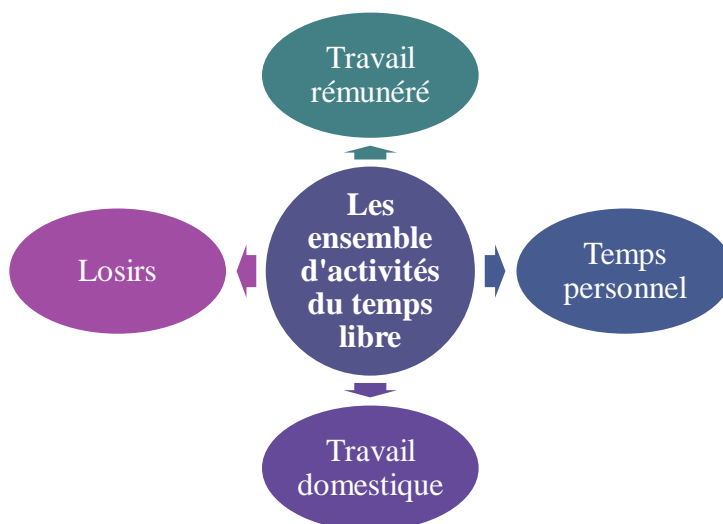 Travail
rémunéré
Les
ensemble
d'activités
du temps
libre
Losirs
Temps
personnel
Travail
domestique